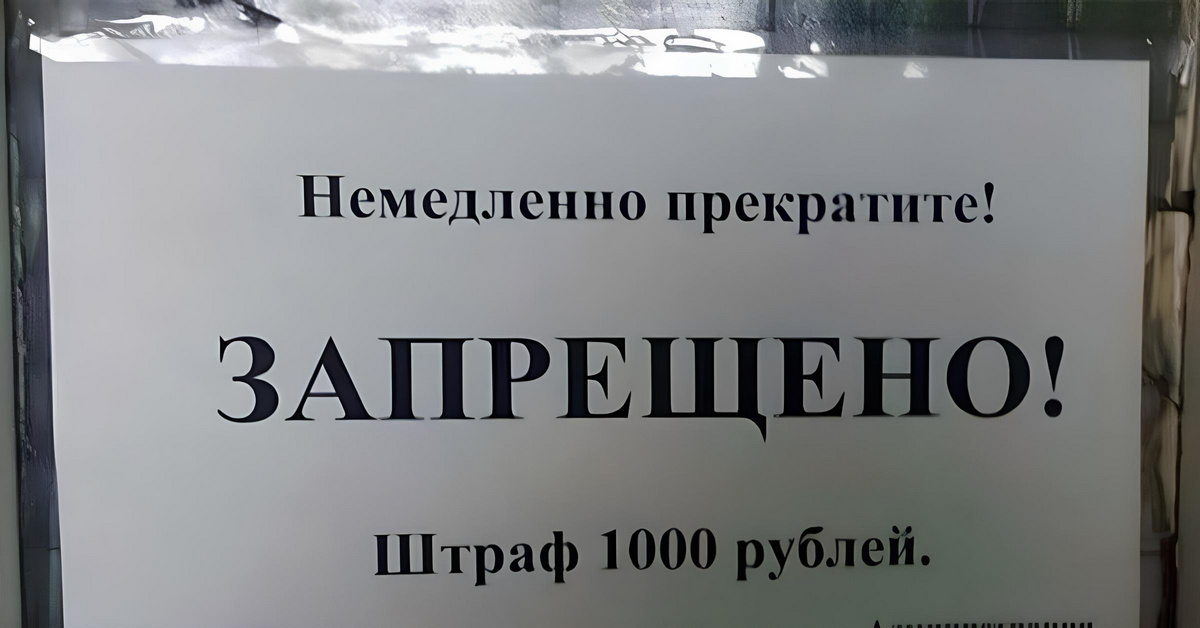 Немедленно прекратите!
ЗАПРЕЩЕНО!
Штраф 1000 рублей.